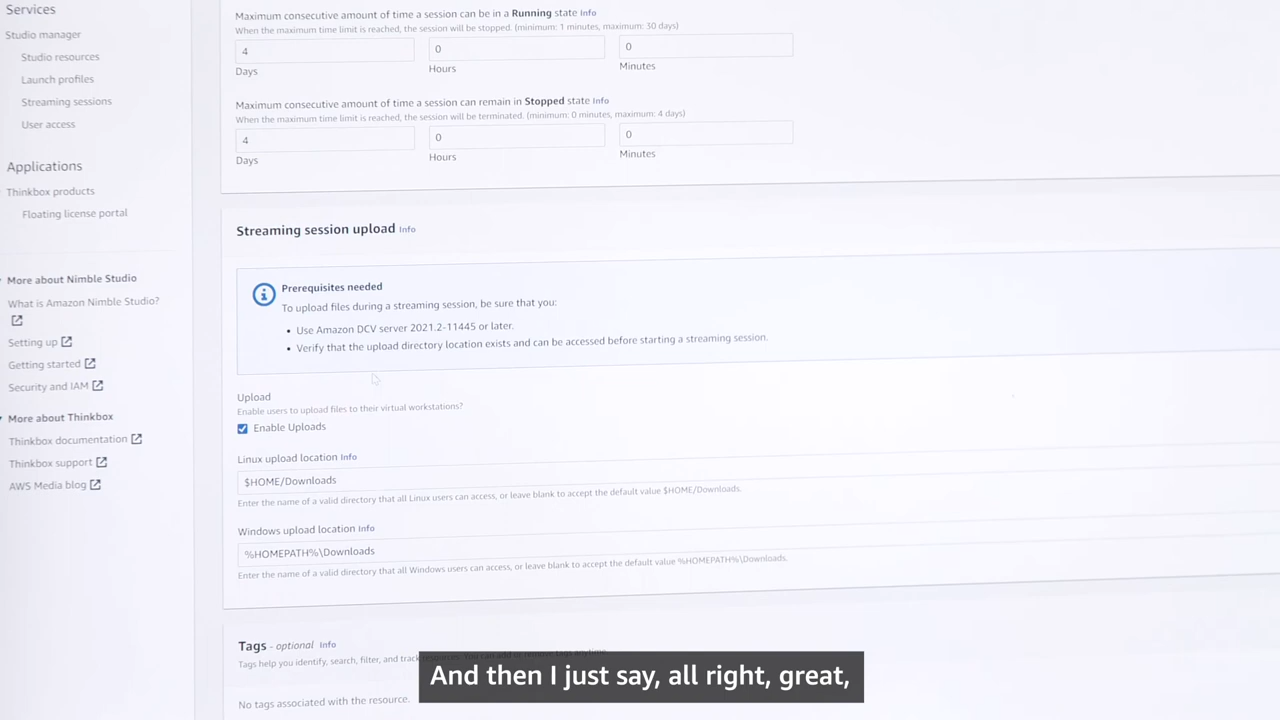 Services
Studio manager
Studio resources
Launch profiles
Streaming sessions
User access
Applications
Thinkbox products
Floating license portal
More about Nimble Studio
What is Amazon Nimble Studio?
Setting up
Getting started
Security and IAM
More about Thinkbox
Thinkbox documentation
Thinkbox support
AWS Media blog
Maximum consecutive amount of time a session can be in a Running state Info
When the maximum time limit is reached, the session will be stopped. (minimum: 1 minutes, maximum: 30 days)
4 0 0
Days Hours Minutes
Maximum consecutive amount of time a session can remain in Stopped state Info
When the maximum time limit is reached, the session will be terminated. (minimum: 0 minutes, maximum: 4 days)
4 0 0
Days Hours Minutes
Streaming session upload Info
Prerequisites needed
To upload files during a streaming session, be sure that you:
• Use Amazon DCV server 2021.2-11445 or later.
• Verify that the upload directory location exists and can be accessed before starting a streaming session.
Upload
Enable users to upload files to their virtual workstations?
Enable Uploads
Linux upload location Info
$HOME/Downloads
Enter the name of a valid directory that all Linux users can access, or leave blank to accept the default value $HOME/Downloads.
Windows upload location Info
%HOMEPATH%\Downloads
Enter the name of a valid directory that all Windows users can access, or leave blank to accept the default value %HOMEPATH%\Downloads.
Tags - optional Info
Tags help you identify, search, filter, and track
No tags associated with the resource.
And then I just say, all right, great,